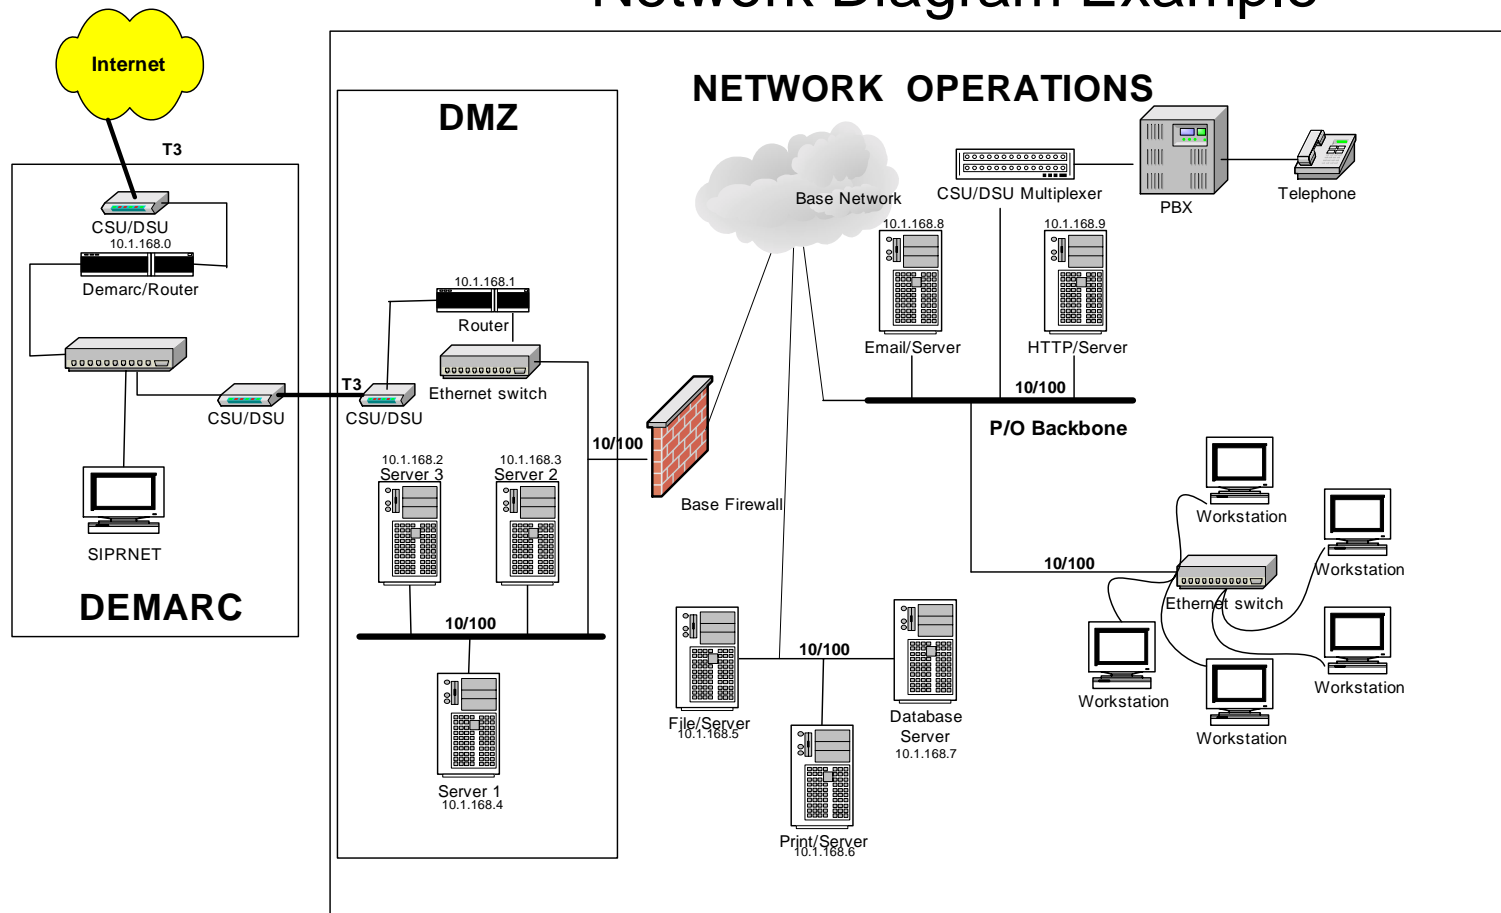 Network Diagram Example
Internet
T3
CSU/DSU
10.1.168.0
Demarc/Router
CSU/DSU
SIPRNET
DEMARC
DMZ
10.1.168.1
Router
Ethernet switch
T3
CSU/DSU
10.1.168.2
Server 3
10.1.168.3
Server 2
10/100
Server 1
10.1.168.4
10/100
NETWORK OPERATIONS
Base Network
Base Firewall
CSU/DSU Multiplexer
PBX
Telephone
10.1.168.8
Email/Server
10.1.168.9
HTTP/Server
10/100
P/O Backbone
10/100
Workstation
Workstation
Ethernet switch
Workstation
Workstation
Workstation
10/100
File/Server
10.1.168.5
Database
Server
10.1.168.7
Print/Server
10.1.168.6